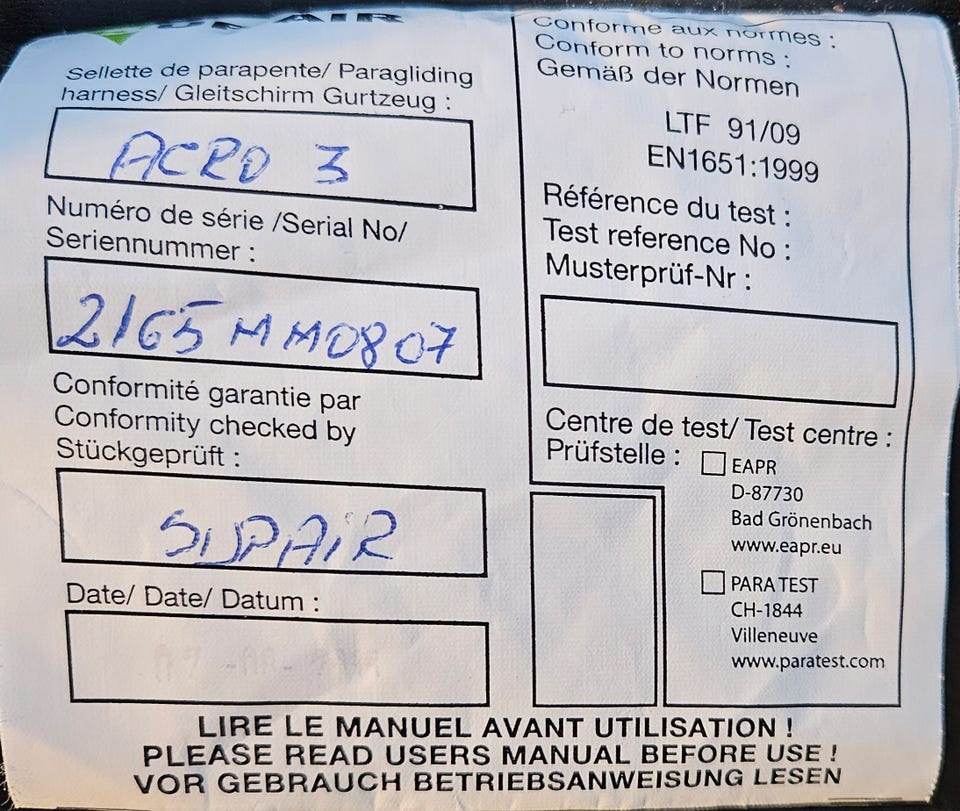 AIR
Sellette de parapente/ Paragliding
harness/ Gleitschirm Gurtzeug :
ACRO 3
Numéro de série /Serial No/
Seriennummer :
2165MM0807
Conformité garantie par
Conformity checked by
Stückgeprüft :
SUPAIR
Date/ Date/ Datum :
Conforme aux normes :
Conform to norms :
Gemäß der Normen
LTF 91/09
EN1651:1999
Référence du test :
Test reference No :
Musterprüf-Nr :
Centre de test/ Test centre :
Prüfstelle :
EAPR
D-87730
Bad Grönenbach
www.eapr.eu
PARA TEST
CH-1844
Villeneuve
www.paratest.com
LIRE LE MANUEL AVANT UTILISATION !
PLEASE READ USERS MANUAL BEFORE USE !
VOR GEBRAUCH BETRIEBSANWEISUNG LESEN